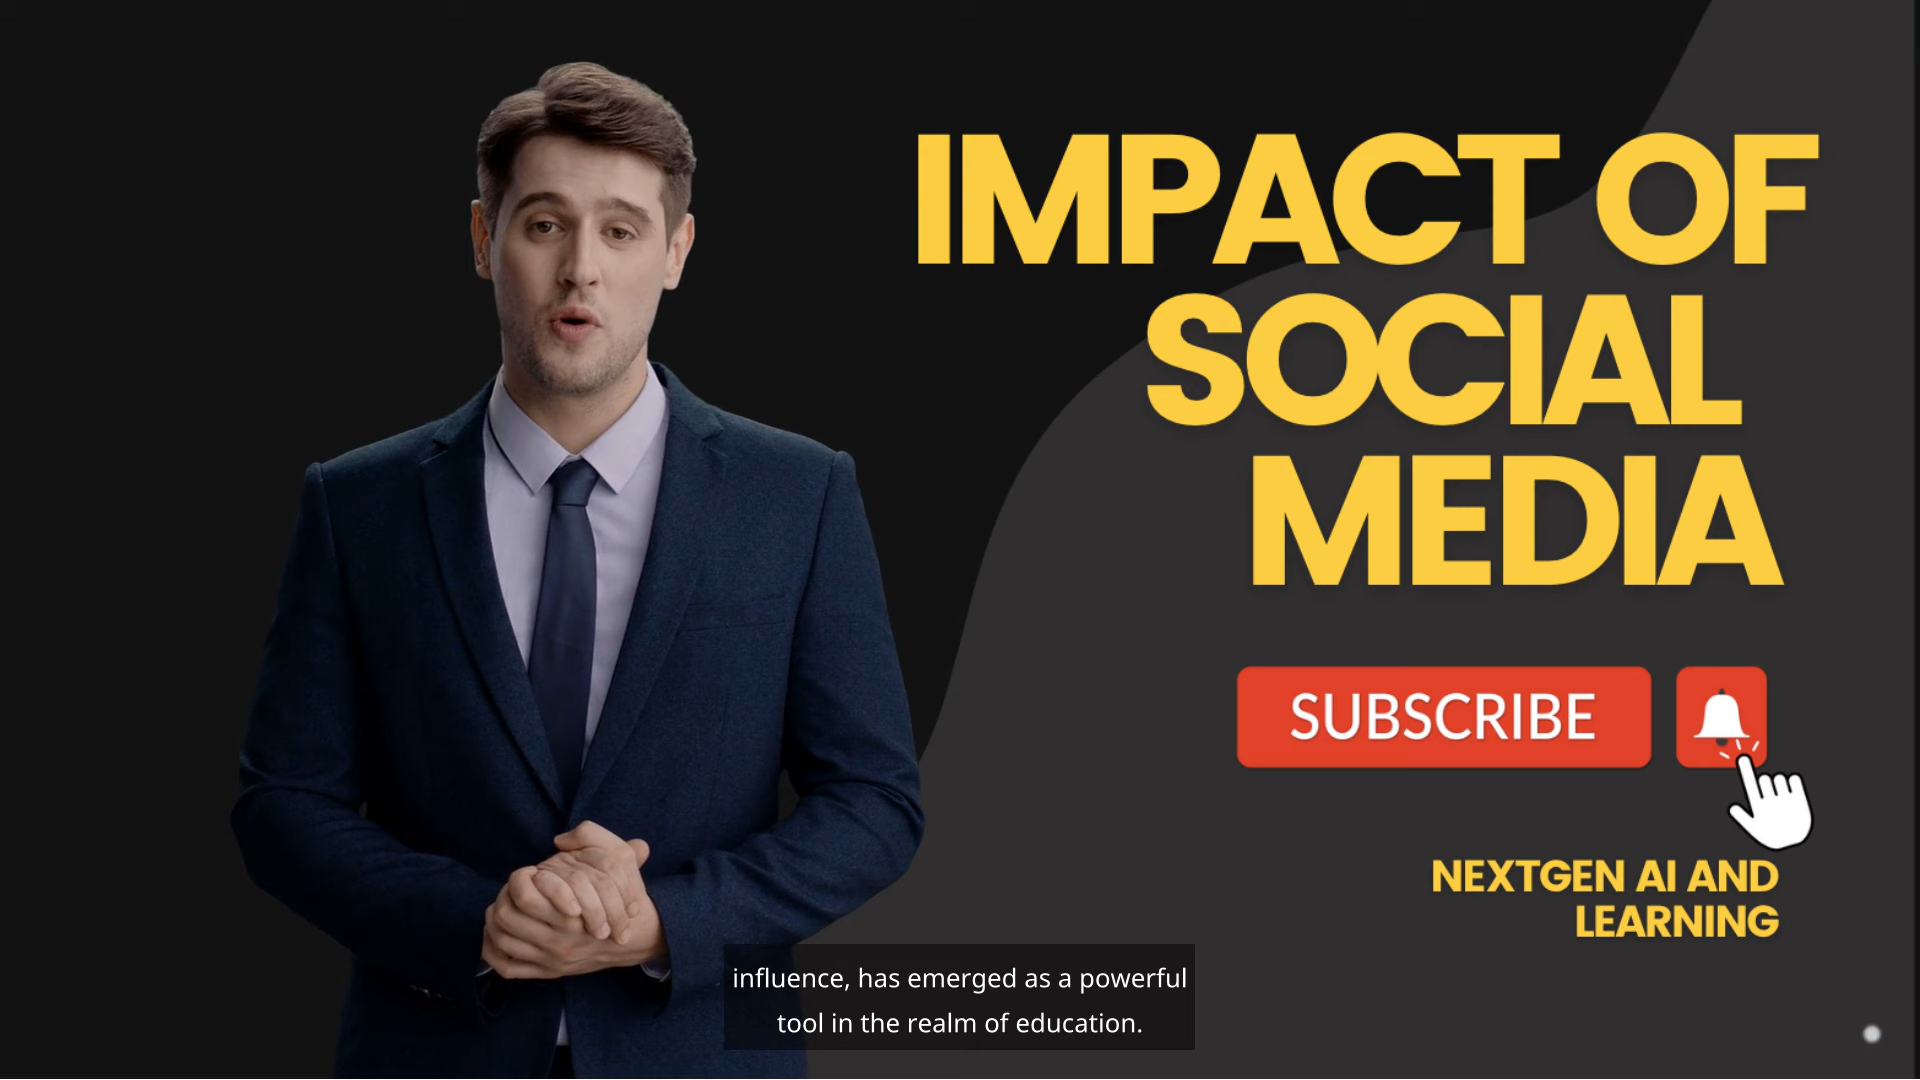 IMPACT OF
SOCIAL
MEDIA
SUBSCRIBE
NEXTGEN AI AND
LEARNING
influence, has emerged as a powerful
tool in the realm of education.